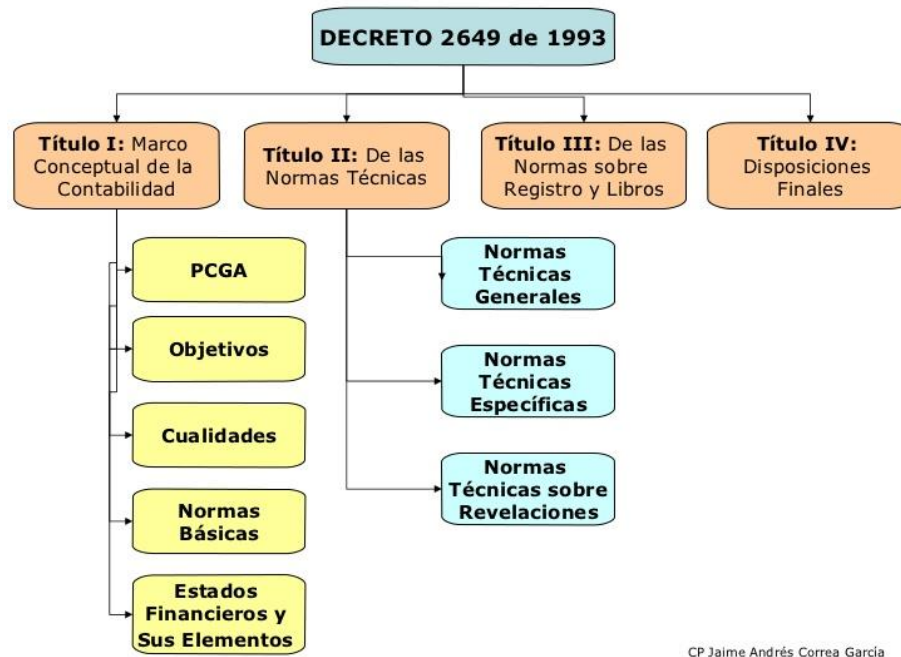 DECRETO 2649 de 1993
Título I: Marco
Conceptual de la
Contabilidad
Título II: De las
Normas Técnicas
Título III: De las
Normas sobre
Registro y Libros
Título IV:
Disposiciones
Finales
PCGA
Objetivos
Cualidades
Normas
Básicas
Estados
Financieros y
Sus Elementos
Normas
Técnicas
Generales
Normas
Técnicas
Específicas
Normas
Técnicas sobre
Revelaciones
CP Jaime Andrés Correa García